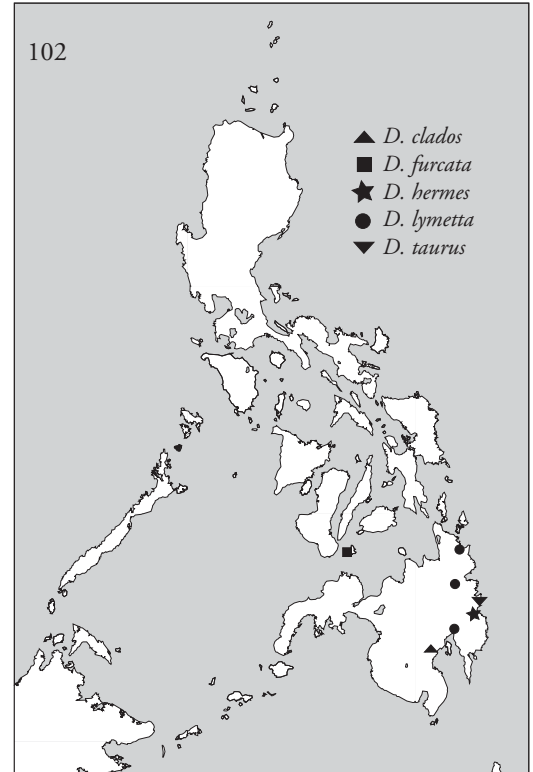 102
D. clados
D. furcata
D. hermes
D. lymetta
D. taurus